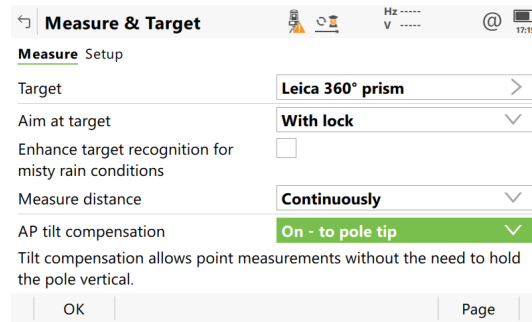 Measure & Target
Hz -----
V -----
@
Measure Setup
Target Leica 360° prism
Aim at target With lock
Enhance target recognition for
misty rain conditions
Measure distance Continuously
AP tilt compensation On - to pole tip
Tilt compensation allows point measurements without the need to hold
the pole vertical.
OK Page